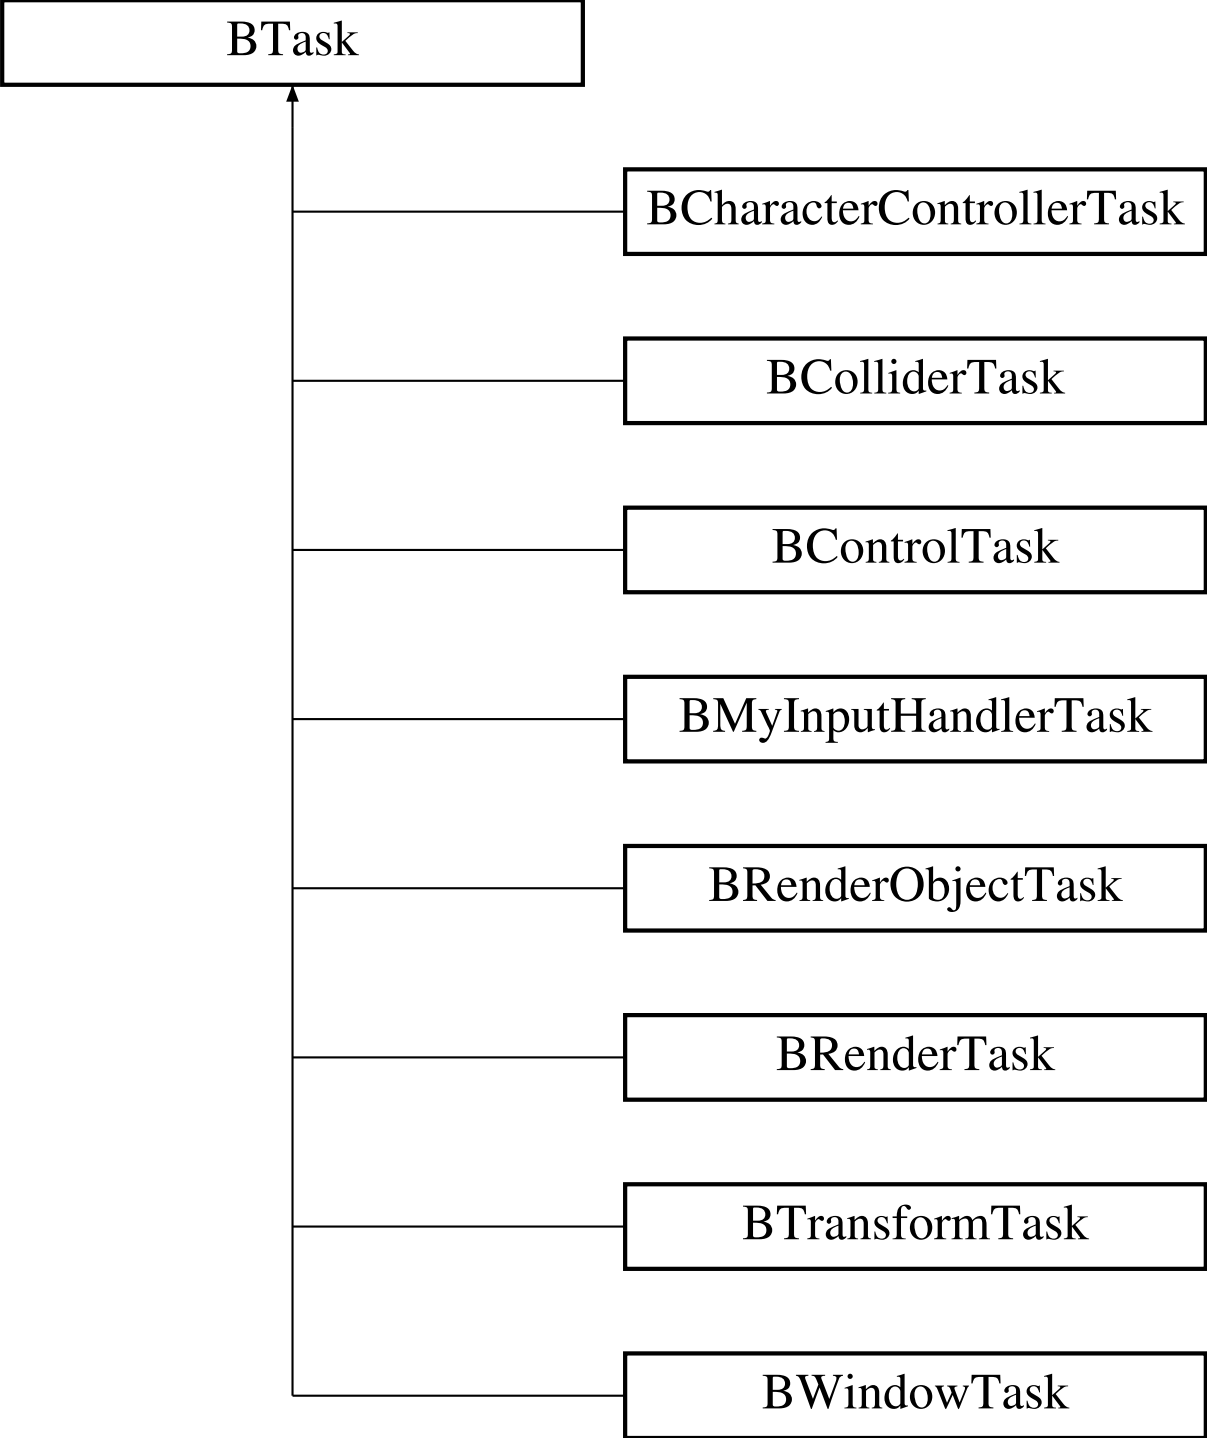 BTask
BCharacterControllerTask
BColliderTask
BControlTask
BMyInputHandlerTask
BRenderObjectTask
BRenderTask
BTransformTask
BWindowTask